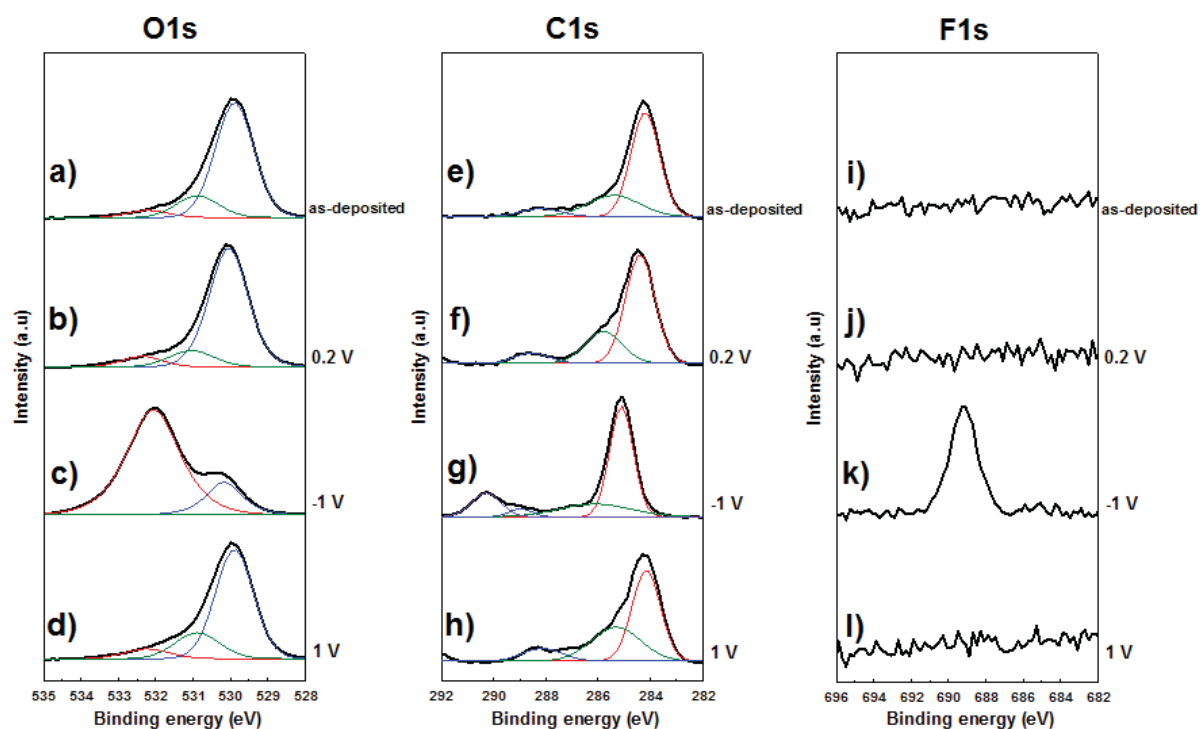 O1s
C1s
F1s
a)
as-deposited
b)
0.2 V
c)
-1 V
d)
1 V
Intensity (a.u)
535 534 533 532 531 530 529 528
Binding energy (eV)
e)
as-deposited
f)
0.2 V
g)
-1 V
h)
1 V
Intensity (a.u)
292 290 288 286 284 282
Binding energy (eV)
i)
as-deposited
j)
0.2 V
k)
-1 V
l)
1 V
Intensity (a.u)
696 694 692 690 688 686 684 682
Binding energy (eV)